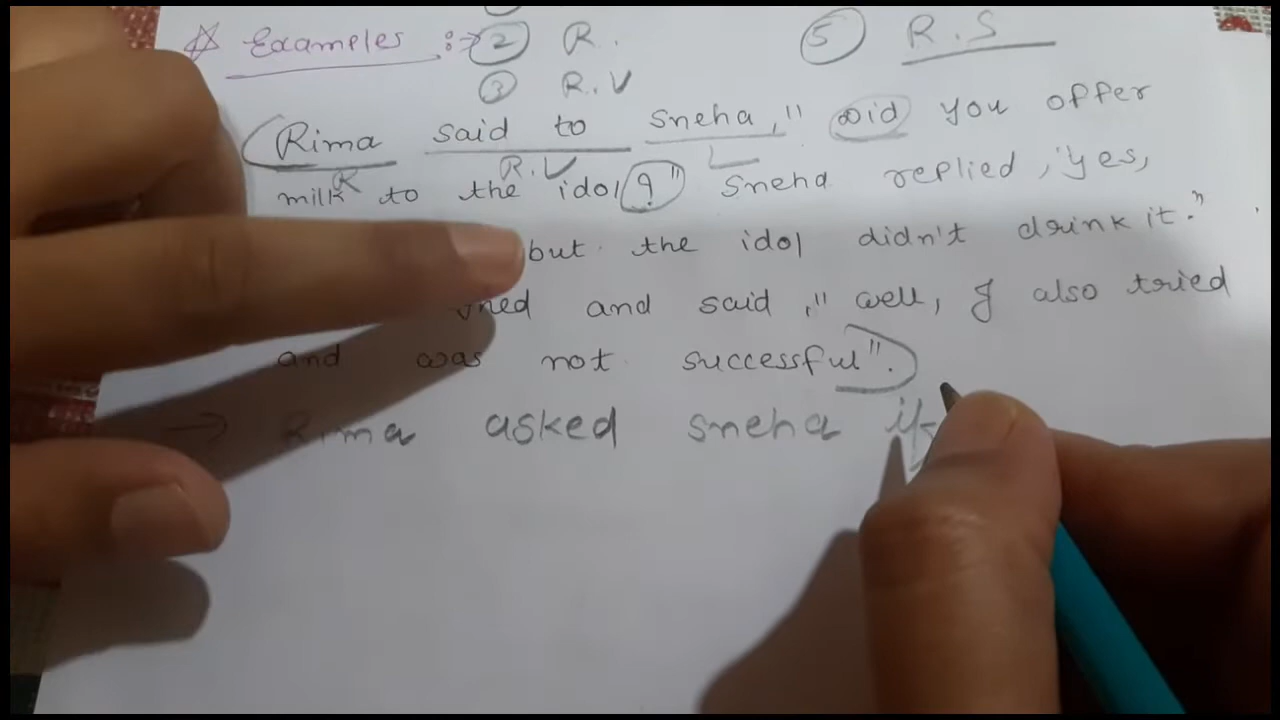 ☆ Examples :→ ② R. ⑤ R.S
③ R.V
Rima said to Sneha, " Did you offer
R R.V L
milk to the idol ?" Sneha replied, "Yes,
but the idol didn't drink it."
and said, " well, I also tried
and was not successful".
→ Rima asked Sneha if